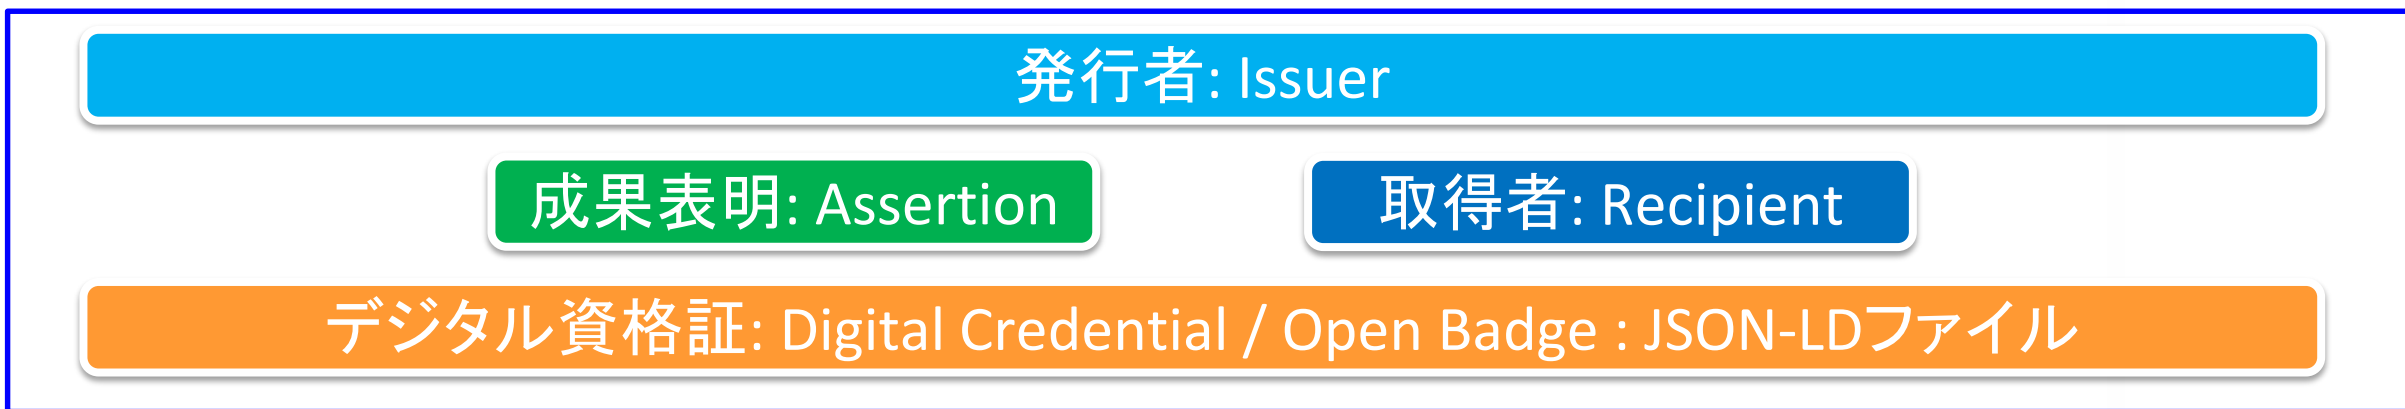 発行者: Issuer
成果表明: Assertion
取得者: Recipient
デジタル資格証: Digital Credential / Open Badge : JSON-LDファイル